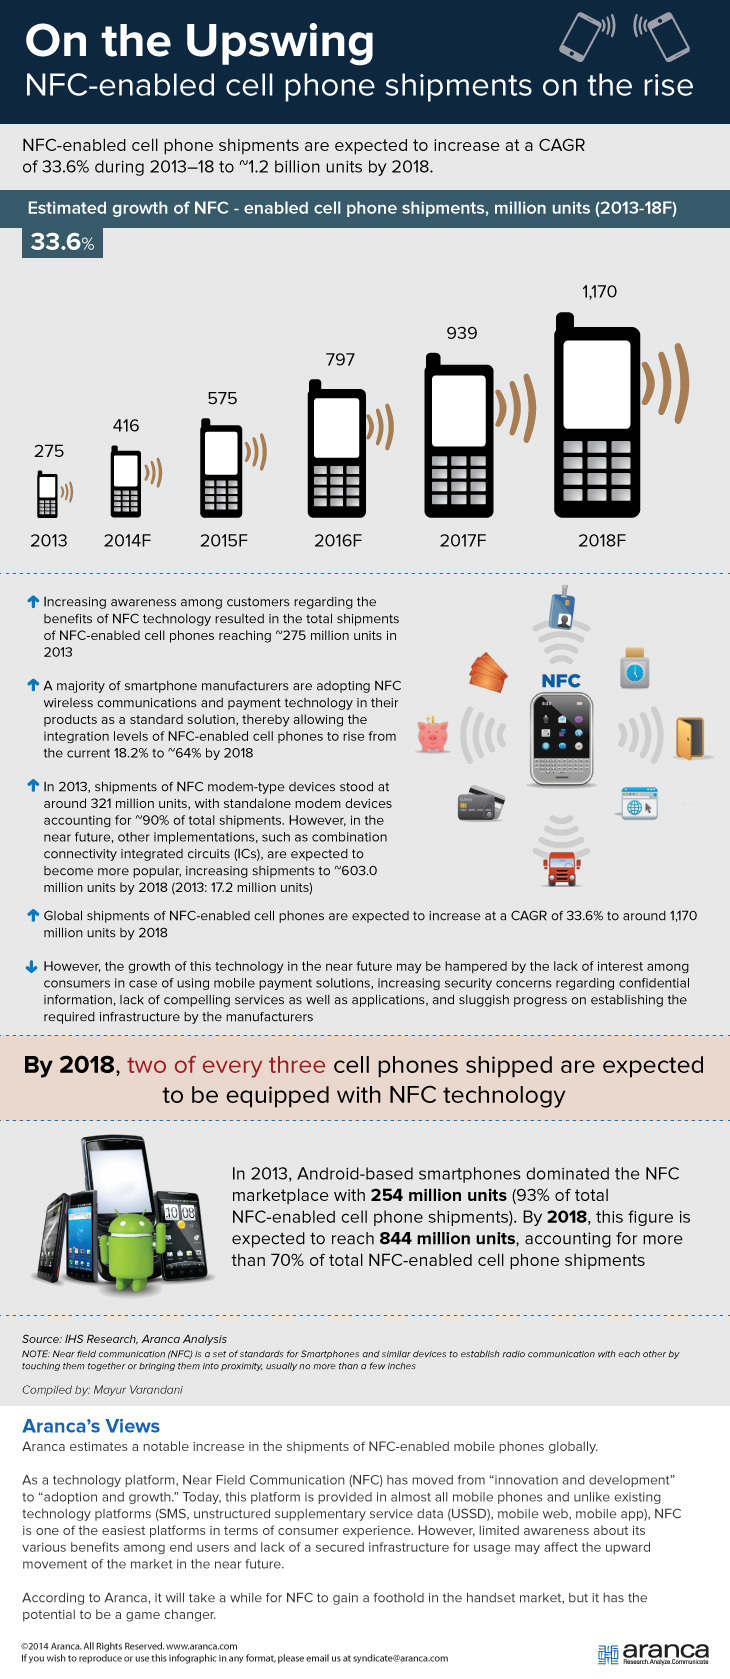 On the Upswing
NFC-enabled cell phone shipments on the rise
NFC-enabled cell phone shipments are expected to increase at a CAGR
of 33.6% during 2013–18 to ~1.2 billion units by 2018.
Estimated growth of NFC - enabled cell phone shipments, million units (2013-18F)
33.6%
275
416
575
797
939
1,170
2013
2014F
2015F
2016F
2017F
2018F
Increasing awareness among customers regarding the
benefits of NFC technology resulted in the total shipments
of NFC-enabled cell phones reaching ~275 million units in
2013
A majority of smartphone manufacturers are adopting NFC
wireless communications and payment technology in their
products as a standard solution, thereby allowing the
integration levels of NFC-enabled cell phones to rise from
the current 18.2% to ~64% by 2018
In 2013, shipments of NFC modem-type devices stood at
around 321 million units, with standalone modem devices
accounting for ~90% of total shipments. However, in the
near future, other implementations, such as combination
connectivity integrated circuits (ICs), are expected to
become more popular, increasing shipments to ~603.0
million units by 2018 (2013: 17.2 million units)
NFC
Global shipments of NFC-enabled cell phones are expected to increase at a CAGR of 33.6% to around 1,170
million units by 2018
However, the growth of this technology in the near future may be hampered by the lack of interest among
consumers in case of using mobile payment solutions, increasing security concerns regarding confidential
information, lack of compelling services as well as applications, and sluggish progress on establishing the
required infrastructure by the manufacturers
By 2018, two of every three cell phones shipped are expected
to be equipped with NFC technology
10:08
In 2013, Android-based smartphones dominated the NFC
marketplace with 254 million units (93% of total
NFC-enabled cell phone shipments). By 2018, this figure is
expected to reach 844 million units, accounting for more
than 70% of total NFC-enabled cell phone shipments
Source: IHS Research, Aranca Analysis
NOTE: Near field communication (NFC) is a set of standards for Smartphones and similar devices to establish radio communication with each other by
touching them together or bringing them into proximity, usually no more than a few inches
Compiled by: Mayur Varandani
Aranca's Views
Aranca estimates a notable increase in the shipments of NFC-enabled mobile phones globally.
As a technology platform, Near Field Communication (NFC) has moved from “innovation and development”
to “adoption and growth.” Today, this platform is provided in almost all mobile phones and unlike existing
technology platforms (SMS, unstructured supplementary service data (USSD), mobile web, mobile app), NFC
is one of the easiest platforms in terms of consumer experience. However, limited awareness about its
various benefits among end users and lack of a secured infrastructure for usage may affect the upward
movement of the market in the near future.
According to Aranca, it will take a while for NFC to gain a foothold in the handset market, but it has the
potential to be a game changer.
©2014 Aranca. All Rights Reserved. www.aranca.com
If you wish to reproduce or use this infographic in any format, please email us at syndicate@aranca.com
aranca
Research.Analyze.Communicate